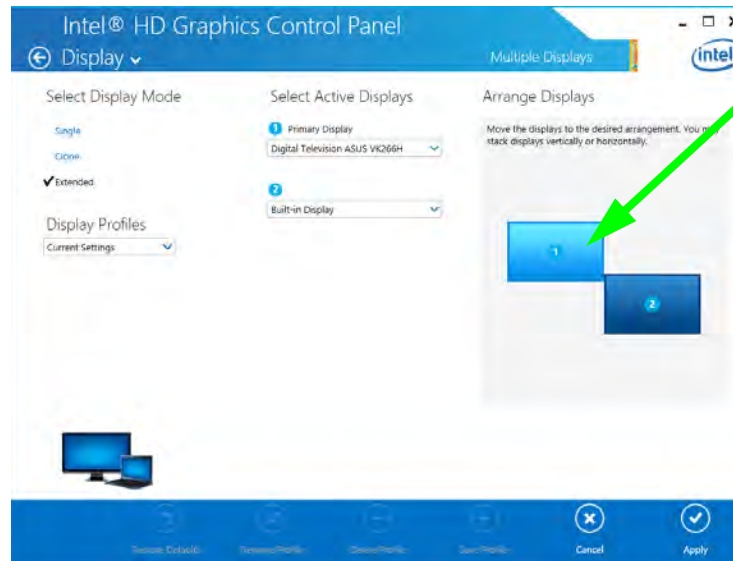 Intel® HD Graphics Control Panel
Display
Multiple Displays
intel
Select Display Mode
Single
Clone
Extended
Display Profiles
Current Settings
Select Active Displays
1 Primary Display
Digital Television ASUS VK266H
2
Built-in Display
Arrange Displays
Move the displays to the desired arrangement. You may
stack displays vertically or horizontally.
1
2
Restore Defaults
Cancel
Apply